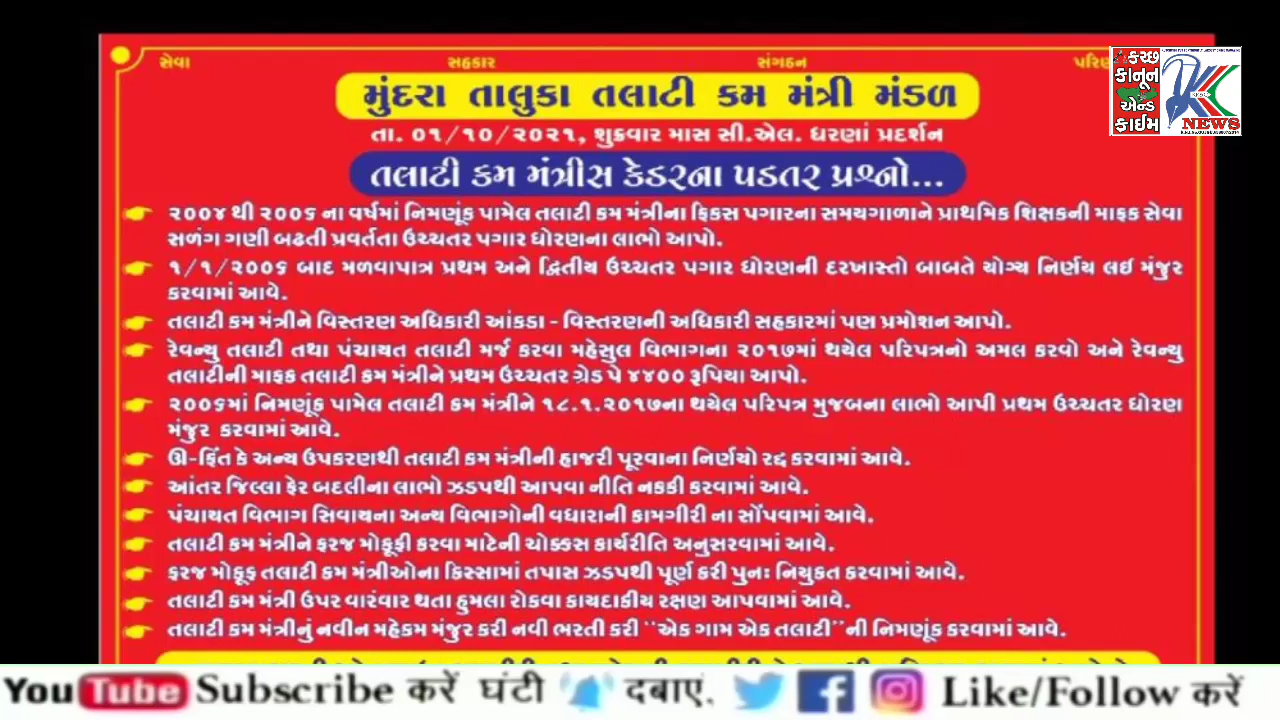 સેવા સહકાર સંગઠન
મુંદરા તાલુકા તલાટી કમ મંત્રી મંડળ
તા. ૦૧/૧૦/૨૦૨૧, શુક્રવાર માસ સી.એલ. ધરણાં પ્રદર્શન
તલાટી કમ મંત્રીસ કેડરના પડતર પ્રશ્નો...
૨૦૦૪ થી ૨૦૦૬ ના વર્ષમાં નિમણૂંક પામેલ તલાટી કમ મંત્રીના ફિકસ પગારના સમયગાળાને પ્રાથમિક શિક્ષકની માફક સેવા
સળંગ ગણી બઢતી પ્રવર્તતા ઉચ્ચતર પગાર ધોરણના લાભો આપો.
૧/૧/૨૦૦૬ બાદ મળવાપાત્ર પ્રથમ અને દ્વિતીય ઉચ્ચતર પગાર ધોરણની દરખાસ્તો બાબતે યોગ્ય નિર્ણય લઇ મંજુર
કરવામાં આવે.
તલાટી કમ મંત્રીને વિસ્તરણ અધિકારી આંકડા - વિસ્તરણની અધિકારી સહકારમાં પણ પ્રમોશન આપો.
રેવન્યુ તલાટી તથા પંચાયત તલાટી મર્જ કરવા મહેસુલ વિભાગના ૨૦૧૭માં થયેલ પરિપત્રનો અમલ કરવો અને રેવન્યુ
તલાટીની માફક તલાટી કમ મંત્રીને પ્રથમ ઉચ્ચતર ગ્રેડ પે ૪૪૦૦ રૂપિયા આપો.
૨૦૦૬માં નિમણૂંક પામેલ તલાટી કમ મંત્રીને ૧૮.૧.૨૦૧૭ના થયેલ પરિપત્ર મુજબના લાભો આપી પ્રથમ ઉચ્ચતર ધોરણ
મંજુર કરવામાં આવે.
ઊ-ફિંત કે અન્ય ઉપકરણથી તલાટી કમ મંત્રીની હાજરી પૂરવાના નિર્ણયો રદ્દ કરવામાં આવે.
આંતર જિલ્લા ફેર બદલીના લાભો ઝડપથી આપવા નીતિ નકકી કરવામાં આવે.
પંચાયત વિભાગ સિવાયના અન્ય વિભાગોની વધારાની કામગીરી ના સોંપવામાં આવે.
તલાટી કમ મંત્રીને ફરજ મોકૂફી કરવા માટેની ચોક્કસ કાર્યરીતિ અનુસરવામાં આવે.
ફરજ મોકૂફ તલાટી કમ મંત્રીઓના કિસ્સામાં તપાસ ઝડપથી પૂર્ણ કરી પુનઃ નિયુકત કરવામાં આવે.
તલાટી કમ મંત્રી ઉપર વારંવાર થતા હુમલા રોકવા કાયદાકીય રક્ષણ આપવામાં આવે.
તલાટી કમ મંત્રીનું નવીન મહેકમ મંજુર કરી નવી ભરતી કરી "એક ગામ એક તલાટી"ની નિમણૂંક કરવામાં આવે.
કચ્છ
કાનૂન
એન્ડ
ક્રાઈમ
NEWS
YouTube Subscribe करें घंटी दबाएं. Like/Follow करें